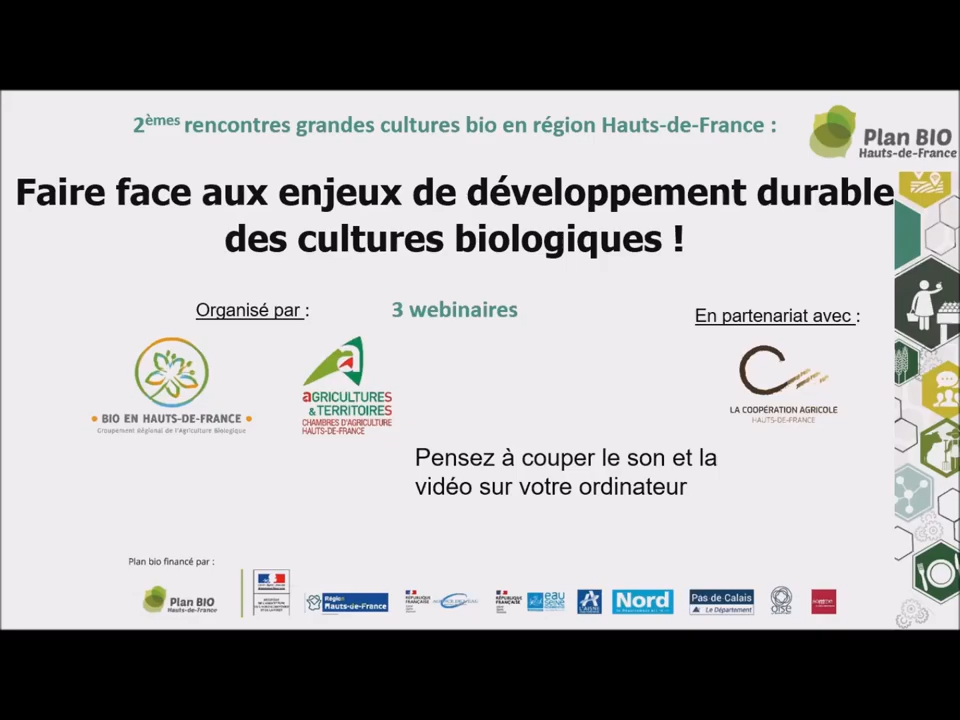 2èmes rencontres grandes cultures bio en région Hauts-de-France :
Plan BIO
Hauts-de-France
Faire face aux enjeux de développement durable
des cultures biologiques !
Organisé par :
3 webinaires
En partenariat avec :
• BIO EN HAUTS-DE-FRANCE •
Groupement Régional de l'Agriculture Biologique
aGRICULTURES
& TERRITOIRES
CHAMBRES D'AGRICULTURE
HAUTS-DE-FRANCE
LA COOPÉRATION AGRICOLE
HAUTS-DE-FRANCE
Pensez à couper le son et la
vidéo sur votre ordinateur
Plan bio financé par :
Plan BIO
Hauts-de-France
Région
Hauts-de-France
RÉPUBLIQUE
FRANÇAISE
RÉPUBLIQUE
FRANÇAISE
eau
L'AISNE
Nord
Pas de Calais
Le Département
OISE